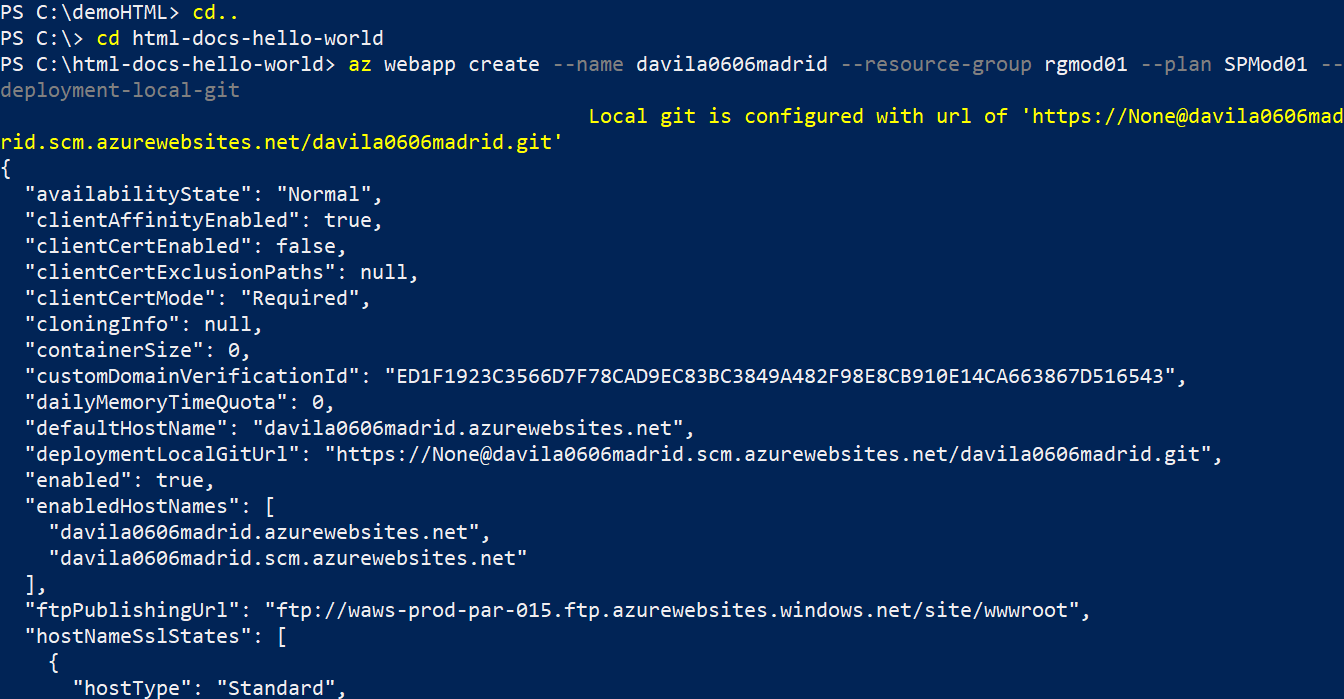 PS C:\demoHTML> cd..
PS C:\> cd html-docs-hello-world
PS C:\html-docs-hello-world> az webapp create --name davila0606madrid --resource-group rgmod01 --plan SPMod01 --
deployment-local-git
Local git is configured with url of 'https://None@davila0606mad
rid.scm.azurewebsites.net/davila0606madrid.git'
{
  "availabilityState": "Normal",
  "clientAffinityEnabled": true,
  "clientCertEnabled": false,
  "clientCertExclusionPaths": null,
  "clientCertMode": "Required",
  "cloningInfo": null,
  "containerSize": 0,
  "customDomainVerificationId": "ED1F1923C3566D7F78CAD9EC83BC3849A482F98E8CB910E14CA663867D516543",
  "dailyMemoryTimeQuota": 0,
  "defaultHostName": "davila0606madrid.azurewebsites.net",
  "deploymentLocalGitUrl": "https://None@davila0606madrid.scm.azurewebsites.net/davila0606madrid.git",
  "enabled": true,
  "enabledHostNames": [
    "davila0606madrid.azurewebsites.net",
    "davila0606madrid.scm.azurewebsites.net"
  ],
  "ftpPublishingUrl": "ftp://waws-prod-par-015.ftp.azurewebsites.windows.net/site/wwwroot",
  "hostNameSslStates": [
    {
      "hostType": "Standard",